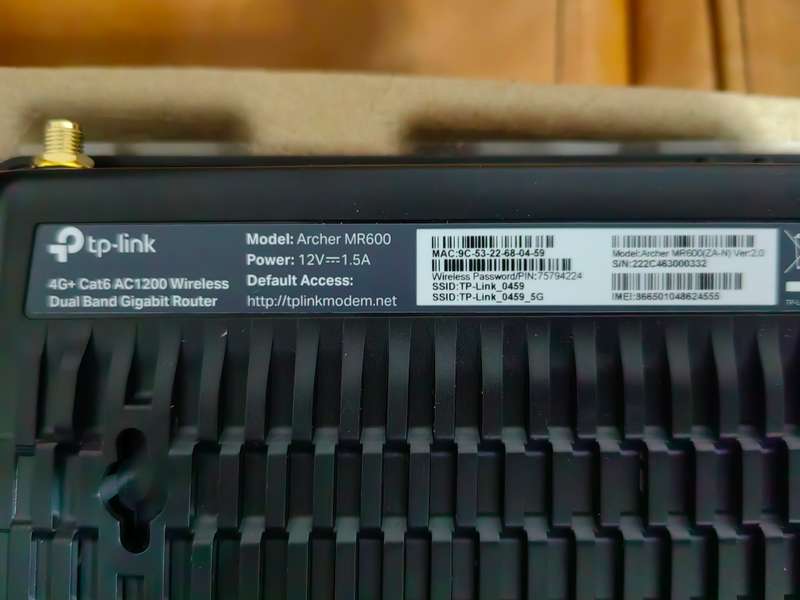 tp-link
4G+ Cat6 AC1200 Wireless
Dual Band Gigabit Router
Model: Archer MR600
Power: 12V⎓1.5A
Default Access:
http://tplinkmodem.net
MAC:9C-53-22-68-04-59
Wireless Password/PIN:75794224
SSID:TP-Link_0459
SSID:TP-Link_0459_5G
Model:Archer MR600(ZA-N) Ver:2.0
S/N:222C463000332
IMEI:866501048624555
TP-L